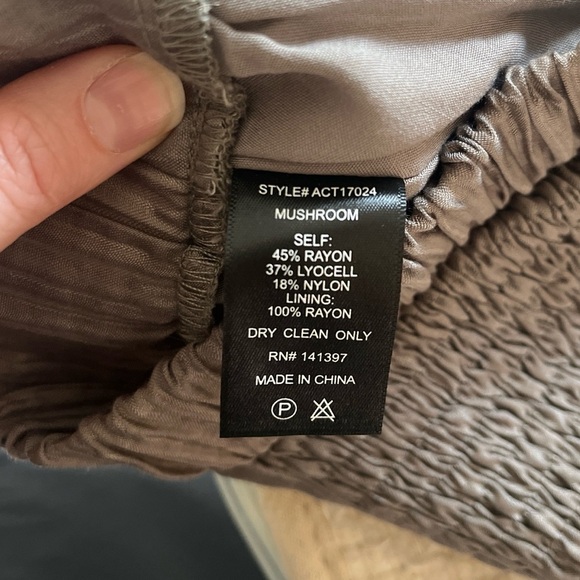 STYLE# ACT17024
MUSHROOM
SELF:
45% RAYON
37% LYOCELL
18% NYLON
LINING:
100% RAYON
DRY CLEAN ONLY
RN# 141397
MADE IN CHINA
P